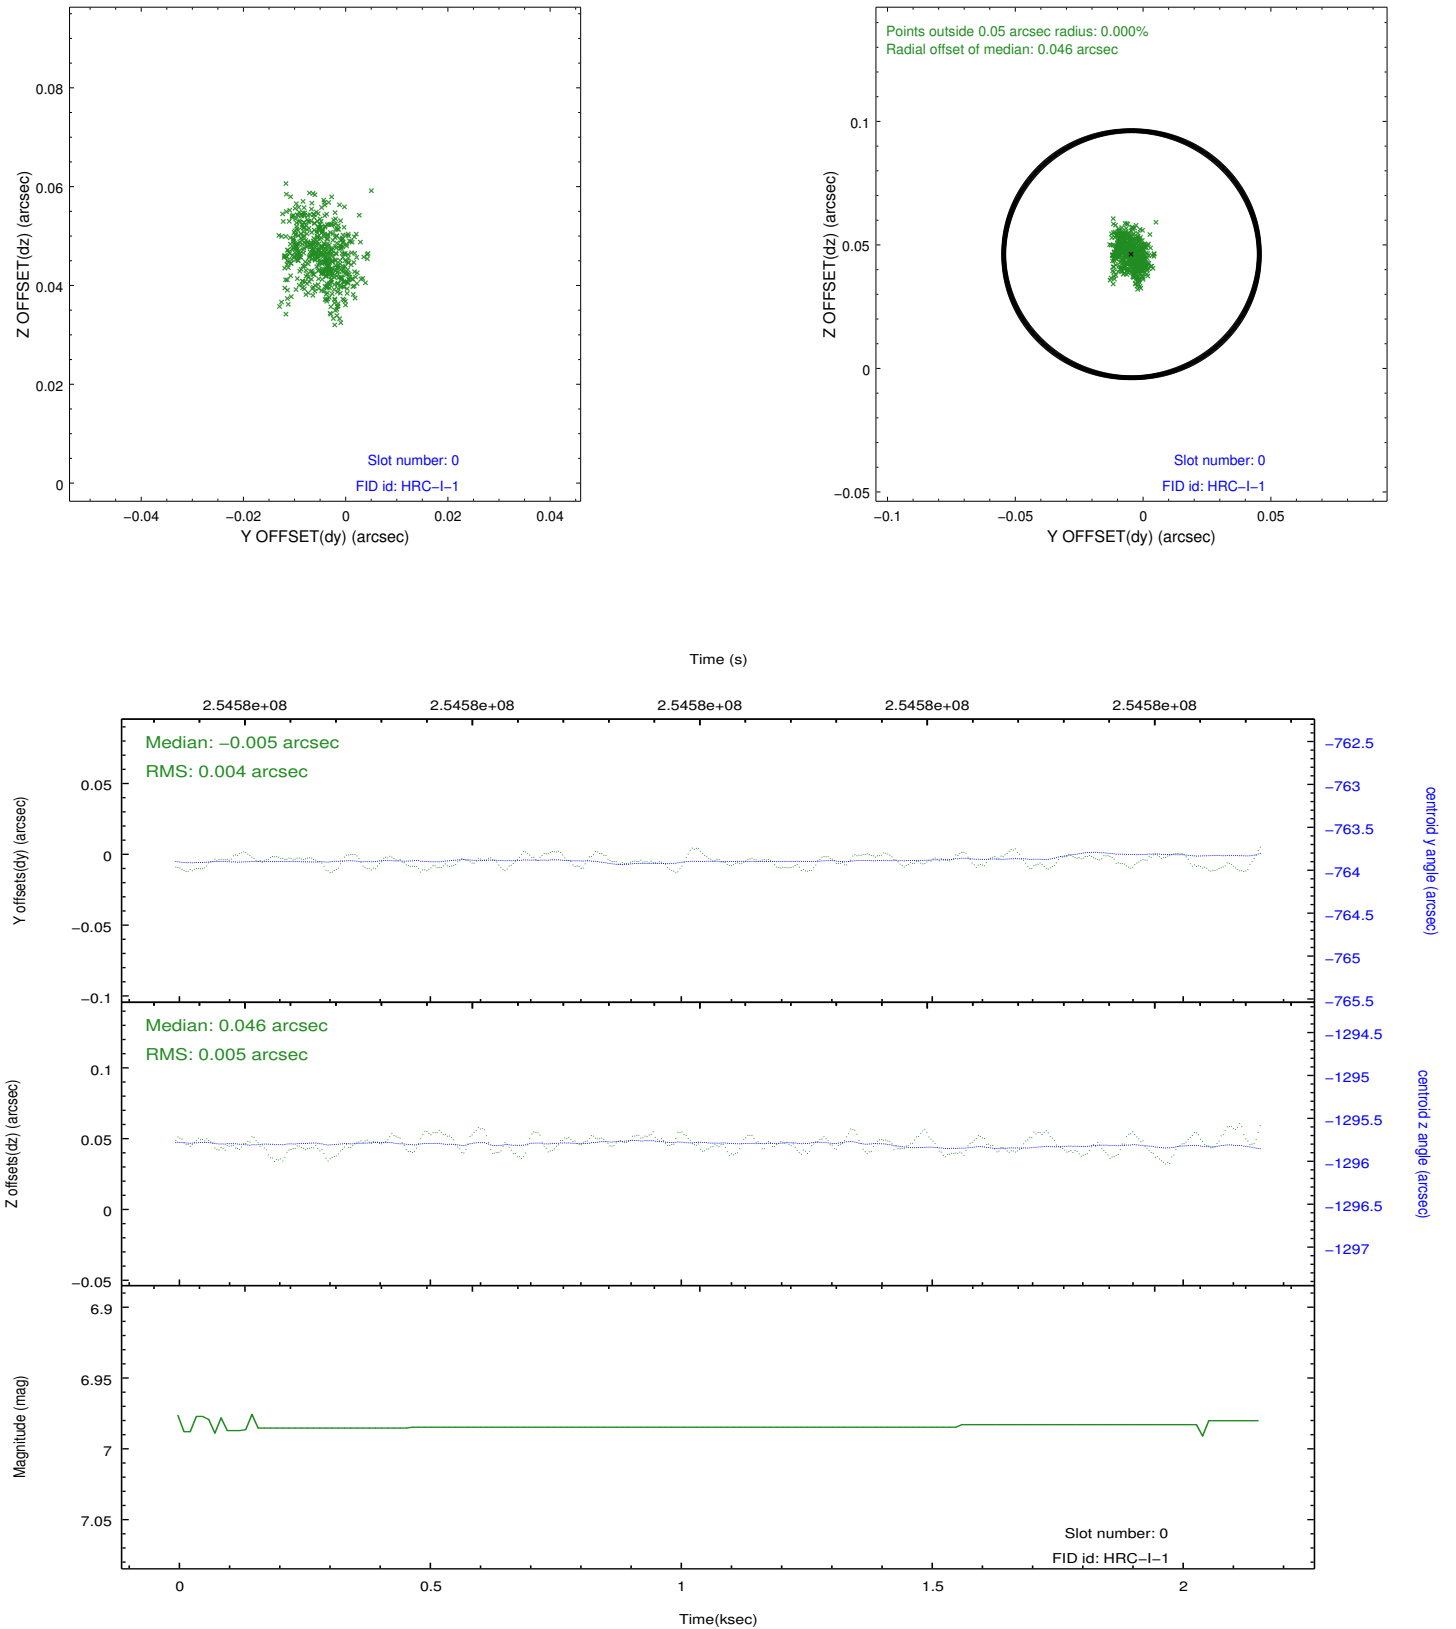 0.08
0.06
0.04
0.02
0
−0.04
−0.02
0
0.02
0.04
Z OFFSET(dz) (arcsec)
Y OFFSET(dy) (arcsec)
Slot number: 0
FID id: HRC−I−1
Points outside 0.05 arcsec radius: 0.000%
Radial offset of median: 0.046 arcsec
0.1
0.05
0
−0.05
−0.1
−0.05
0
0.05
Z OFFSET(dz) (arcsec)
Y OFFSET(dy) (arcsec)
Slot number: 0
FID id: HRC−I−1
Time (s)
2.5458e+08
2.5458e+08
2.5458e+08
2.5458e+08
2.5458e+08
Median: −0.005 arcsec
RMS: 0.004 arcsec
0.05
0
−0.05
−0.1
Y offsets(dy) (arcsec)
−762.5
−763
−763.5
−764
−764.5
−765
−765.5
centroid y angle (arcsec)
Median: 0.046 arcsec
RMS: 0.005 arcsec
0.1
0.05
0
−0.05
Z offsets(dz) (arcsec)
−1294.5
−1295
−1295.5
−1296
−1296.5
−1297
centroid z angle (arcsec)
6.9
6.95
7
7.05
Magnitude (mag)
Slot number: 0
FID id: HRC−I−1
0
0.5
1
1.5
2
Time(ksec)